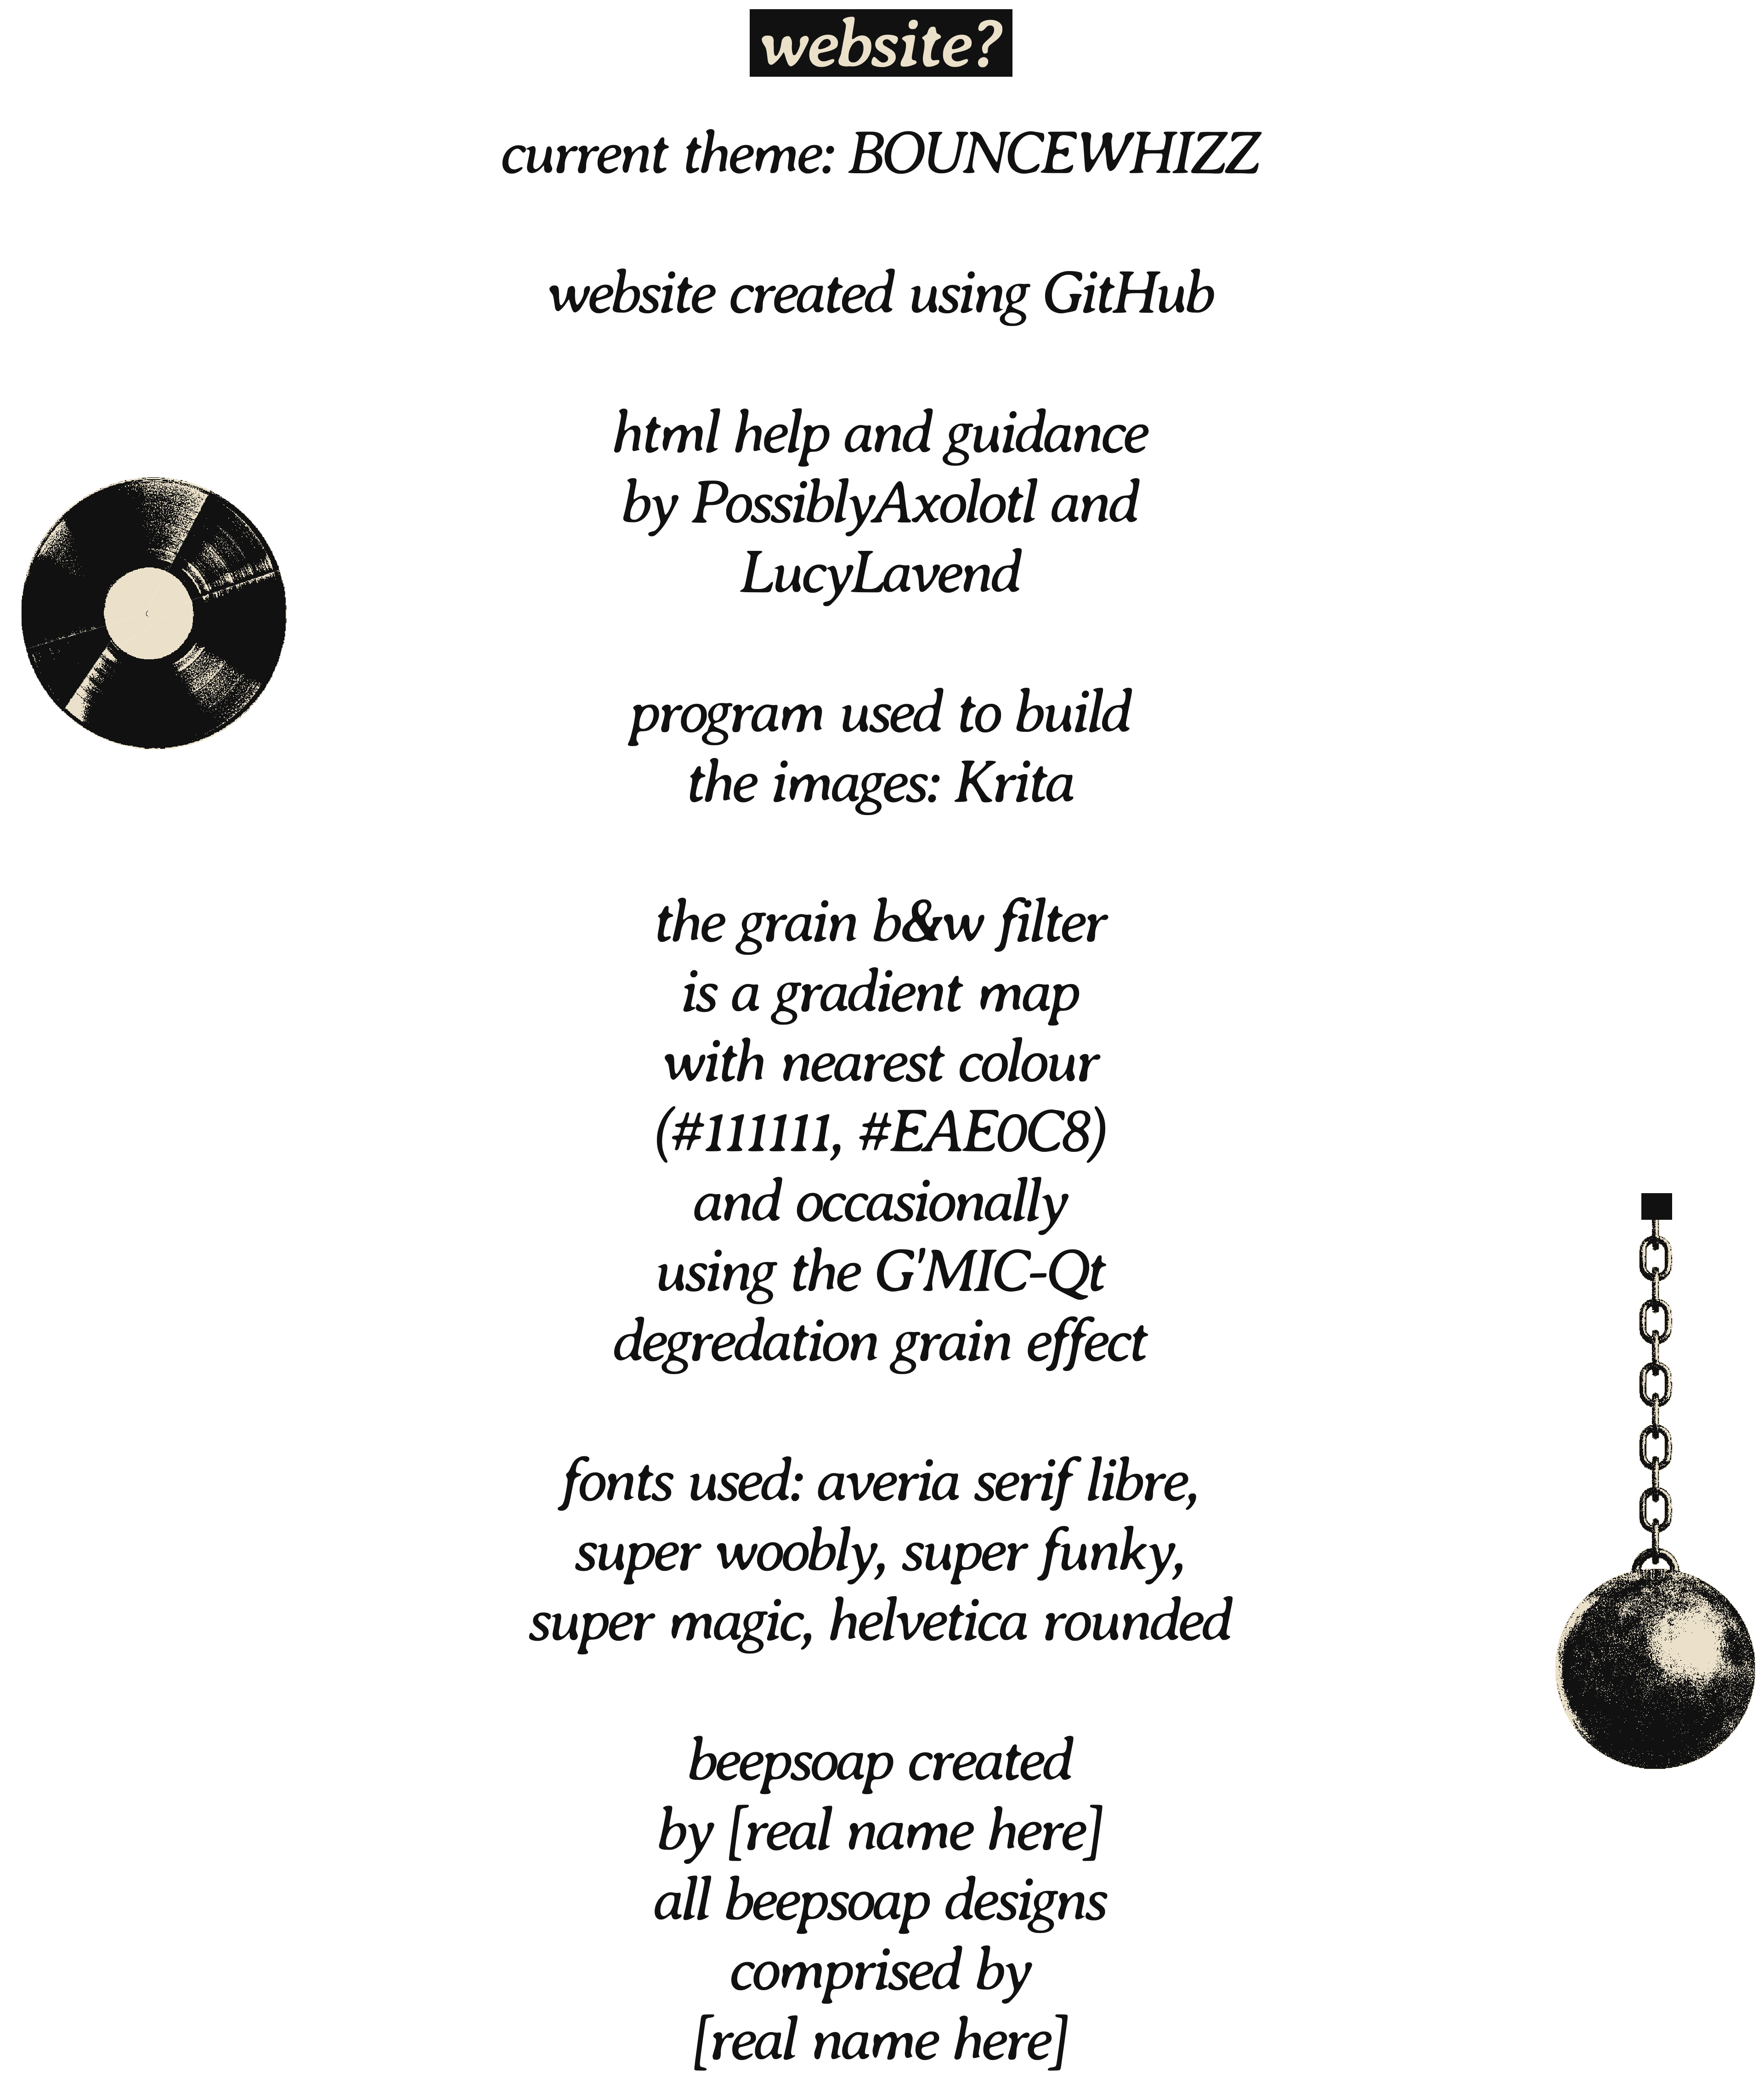 website?
current theme: BOUNCEWHIZZ
website created using GitHub
html help and guidance
by PossiblyAxolotl and
LucyLavend
program used to build
the images: Krita
the grain b&w filter
is a gradient map
with nearest colour
(#111111, #EAE0C8)
and occasionally
using the G'MIC-Qt
degredation grain effect
fonts used: averia serif libre,
super woobly, super funky,
super magic, helvetica rounded
beepsoap created
by [real name here]
all beepsoap designs
comprised by
[real name here]